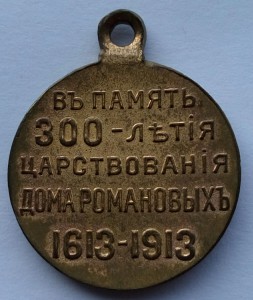 ВЪ ПАМЯТЬ
300-ЛѢТІЯ
ЦАРСТВОВАНІЯ
ДОМА РОМАНОВЫХЪ
1613-1913